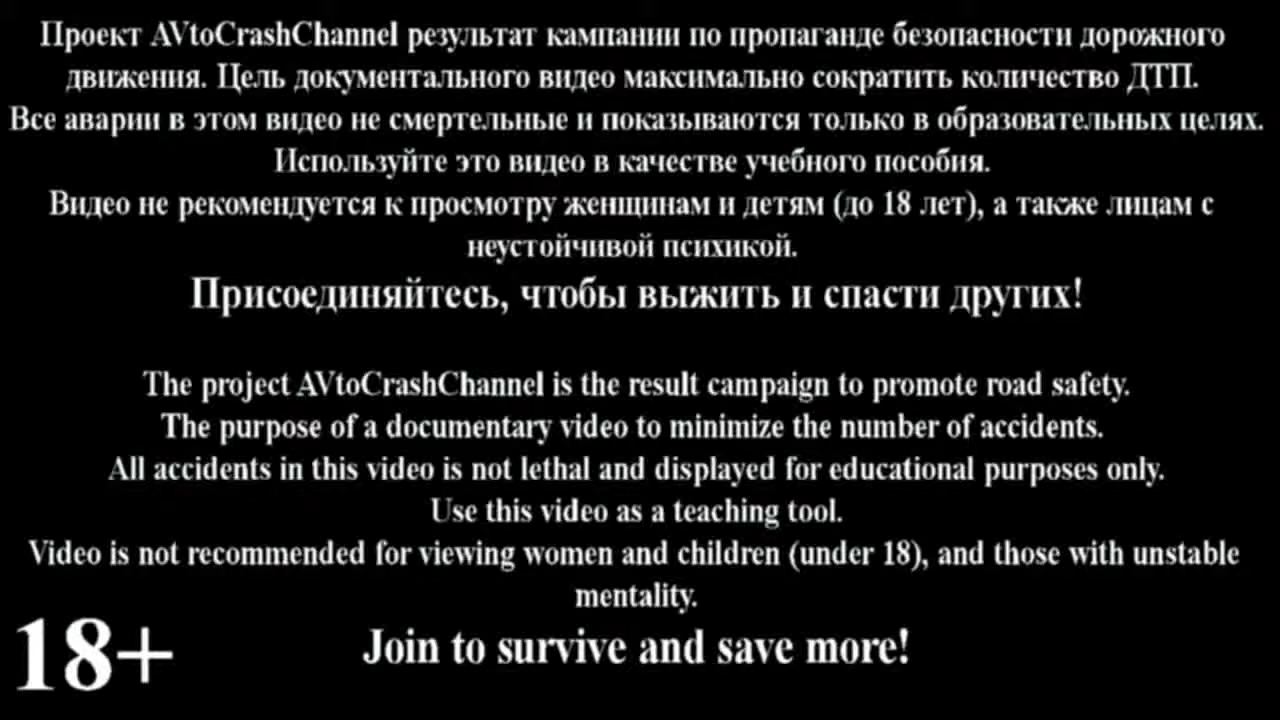 Проект AVtoCrashChannel результат кампании по пропаганде безопасности дорожного
движения. Цель документального видео максимально сократить количество ДТП.
Все аварии в этом видео не смертельные и показываются только в образовательных целях.
Используйте это видео в качестве учебного пособия.
Видео не рекомендуется к просмотру женщинам и детям (до 18 лет), а также лицам с
неустойчивой психикой.
Присоединяйтесь, чтобы выжить и спасти других!
The project AVtoCrashChannel is the result campaign to promote road safety.
The purpose of a documentary video to minimize the number of accidents.
All accidents in this video is not lethal and displayed for educational purposes only.
Use this video as a teaching tool.
Video is not recommended for viewing women and children (under 18), and those with unstable
mentality.
Join to survive and save more!
18+